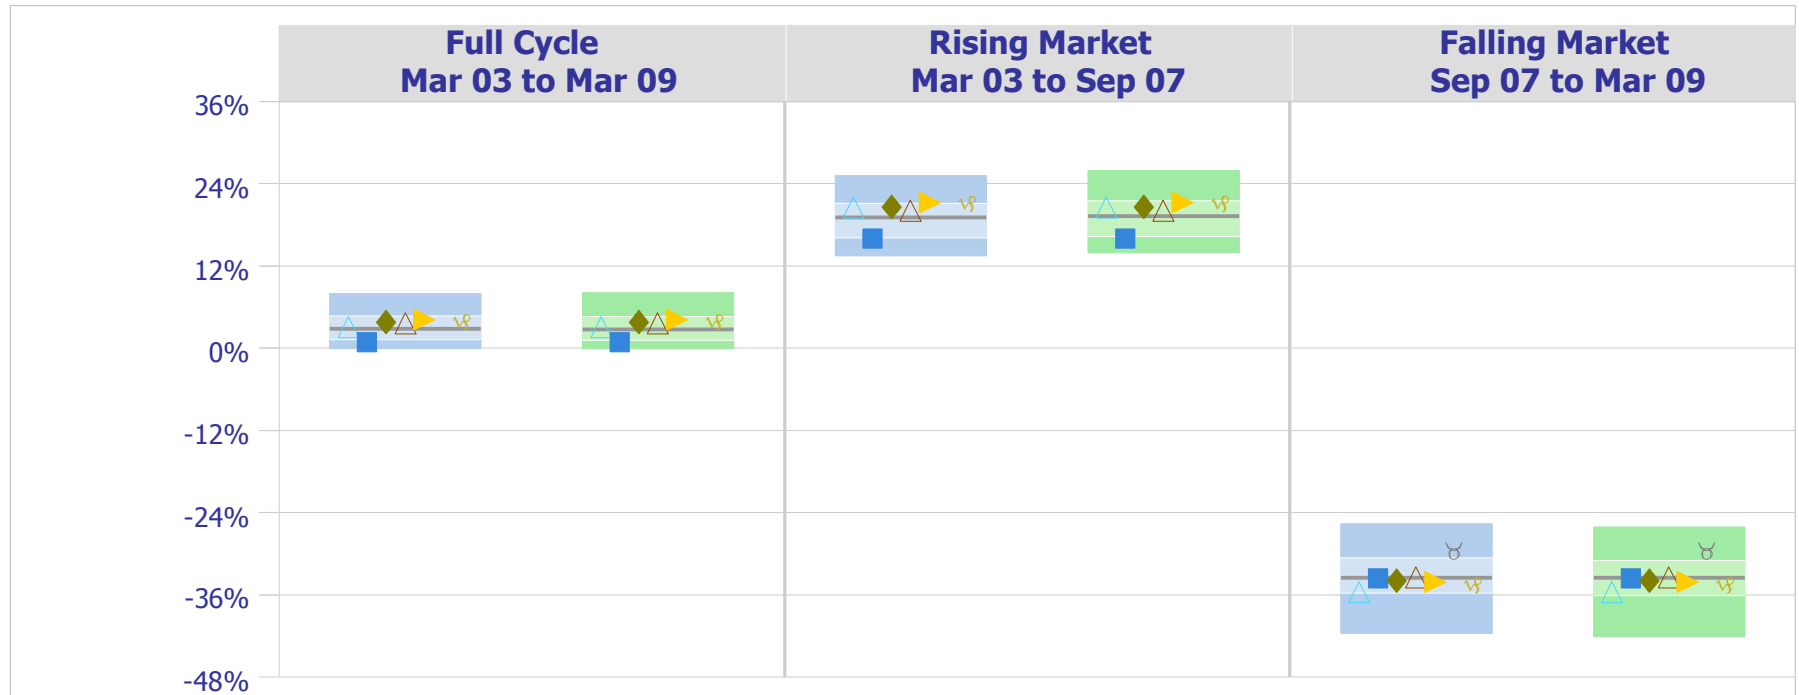 Full Cycle
Mar 03 to Mar 09
Rising Market
Mar 03 to Sep 07
Falling Market
Sep 07 to Mar 09
36%
24%
12%
0%
-12%
-24%
-36%
-48%